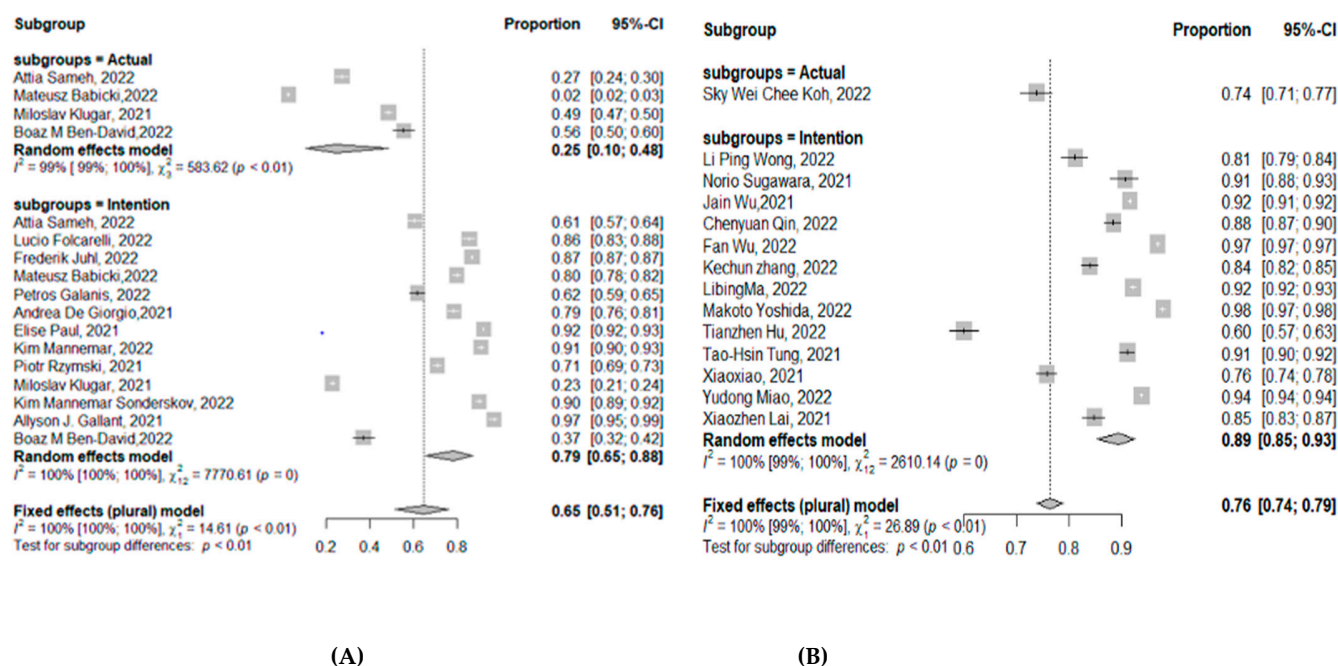 Subgroup Proportion 95%-CI
subgroups = Actual
Attia Sameh, 2022 0.27 [0.24; 0.30]
Mateusz Babicki,2022 0.02 [0.02; 0.03]
Miloslav Klugar, 2021 0.49 [0.47; 0.50]
Boaz M Ben-David,2022 0.56 [0.50; 0.60]
Random effects model 0.25 [0.10; 0.48]
I² = 99% [ 99%; 100%], χ²₃ = 583.62 (p < 0.01)
subgroups = Intention
Attia Sameh, 2022 0.61 [0.57; 0.64]
Lucio Folcarelli, 2022 0.86 [0.83; 0.88]
Frederik Juhl, 2022 0.87 [0.87; 0.87]
Mateusz Babicki, 2022 0.80 [0.78; 0.82]
Petros Galanis, 2022 0.62 [0.59; 0.65]
Andrea De Giorgio,2021 0.79 [0.76; 0.81]
Elise Paul, 2021 0.92 [0.92; 0.93]
Kim Mannemar, 2022 0.91 [0.90; 0.93]
Piotr Rzymski, 2021 0.71 [0.69; 0.73]
Miloslav Klugar, 2021 0.23 [0.21; 0.24]
Kim Mannemar Sonderskov, 2022 0.90 [0.89; 0.92]
Allyson J. Gallant, 2021 0.97 [0.95; 0.99]
Boaz M Ben-David,2022 0.37 [0.32; 0.42]
Random effects model 0.79 [0.65; 0.88]
I² = 100% [100%; 100%], χ²₁₂ = 7770.61 (p = 0)
Fixed effects (plural) model 0.65 [0.51; 0.76]
I² = 100% [100%; 100%], χ²₁ = 14.61 (p < 0.01)
Test for subgroup differences: p < 0.01 0.2 0.4 0.6 0.8
(A)
Subgroup Proportion 95%-CI
subgroups = Actual
Sky Wei Chee Koh, 2022 0.74 [0.71; 0.77]
subgroups = Intention
Li Ping Wong, 2022 0.81 [0.79; 0.84]
Norio Sugawara, 2021 0.91 [0.88; 0.93]
Jain Wu,2021 0.92 [0.91; 0.92]
Chenyuan Qin, 2022 0.88 [0.87; 0.90]
Fan Wu, 2022 0.97 [0.97; 0.97]
Kechun zhang, 2022 0.84 [0.82; 0.85]
LibingMa, 2022 0.92 [0.92; 0.93]
Makoto Yoshida, 2022 0.98 [0.97; 0.98]
Tianzhen Hu, 2022 0.60 [0.57; 0.63]
Tao-Hsin Tung, 2021 0.91 [0.90; 0.92]
Xiaoxiao, 2021 0.76 [0.74; 0.78]
Yudong Miao, 2022 0.94 [0.94; 0.94]
Xiaozhen Lai, 2021 0.85 [0.83; 0.87]
Random effects model 0.89 [0.85; 0.93]
I² = 100% [99%; 100%], χ²₁₂ = 2610.14 (p = 0)
Fixed effects (plural) model 0.76 [0.74; 0.79]
I² = 100% [99%; 100%], χ²₁ = 26.89 (p < 0.01)
Test for subgroup differences: p < 0.01 0.6 0.7 0.8 0.9
(B)